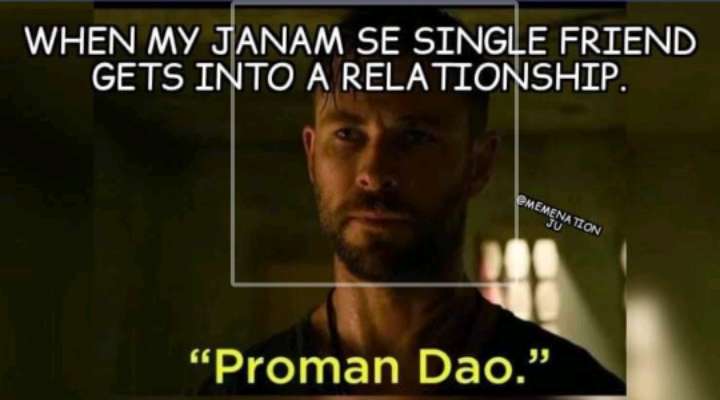 WHEN MY JANAM SE SINGLE FRIEND
GETS INTO A RELATIONSHIP.
@MEMENATION
JU
“Proman Dao.”